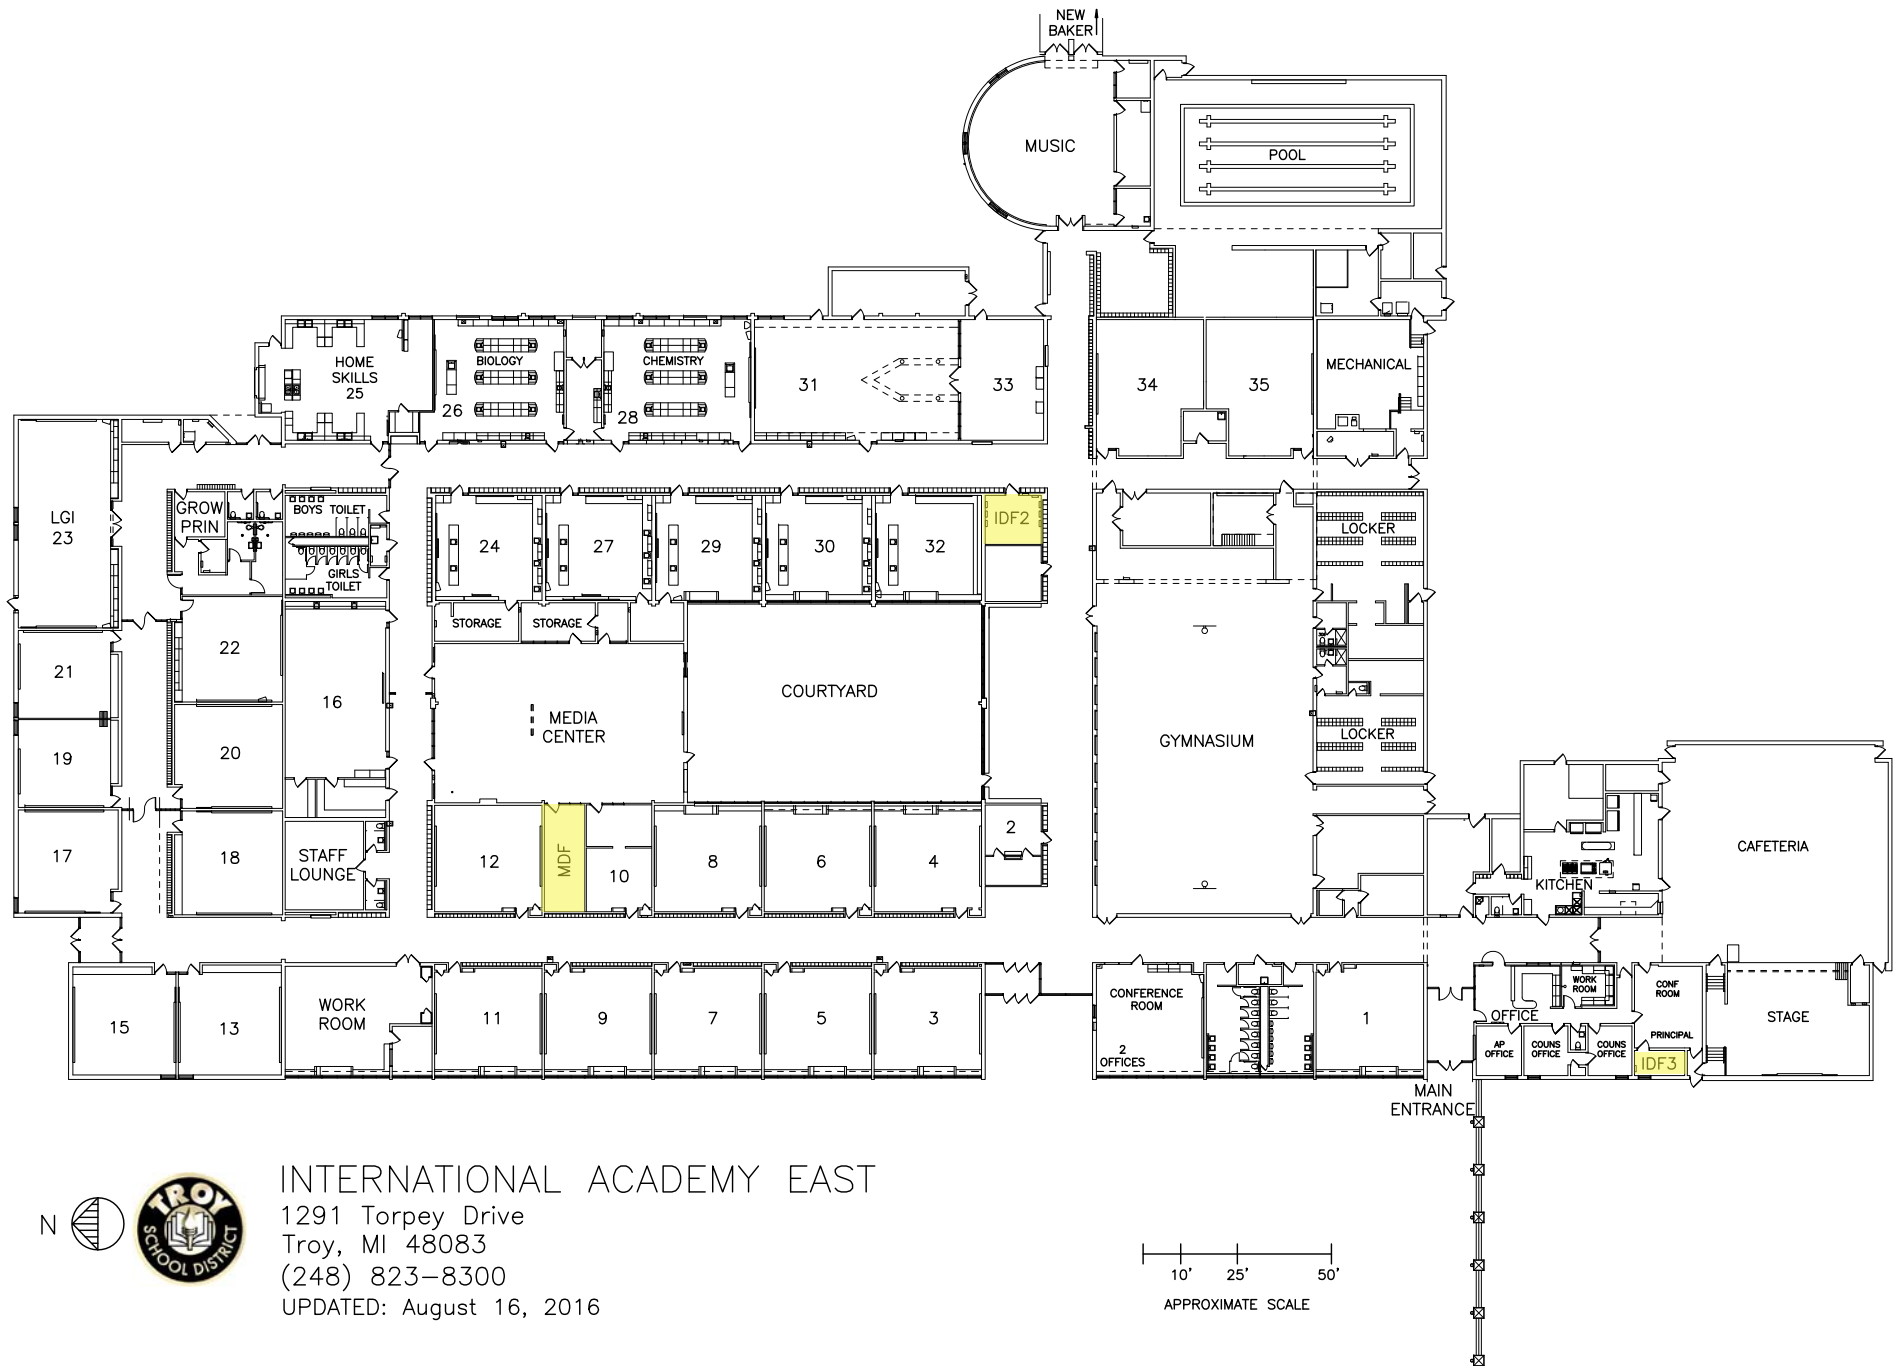 NEW
BAKER
MUSIC
POOL
HOME
SKILLS
25
BIOLOGY
26
CHEMISTRY
28
31
33
34
35
MECHANICAL
LGI
23
GROW
PRIN
BOYS TOILET
GIRLS
TOILET
24
27
29
30
32
IDF2
LOCKER
STORAGE
STORAGE
22
21
16
20
19
MEDIA
CENTER
COURTYARD
GYMNASIUM
LOCKER
17
18
STAFF
LOUNGE
12
MDF
10
8
6
4
2
KITCHEN
CAFETERIA
15
13
WORK
ROOM
11
9
7
5
3
CONFERENCE
ROOM
2
OFFICES
1
OFFICE
WORK
ROOM
CONF
ROOM
PRINCIPAL
STAGE
AP
OFFICE
COUNS
OFFICE
COUNS
OFFICE
IDF3
MAIN
ENTRANCE
N
TROY
SCHOOL DISTRICT
INTERNATIONAL ACADEMY EAST
1291 Torpey Drive
Troy, MI 48083
(248) 823-8300
UPDATED: August 16, 2016
10' 25' 50'
APPROXIMATE SCALE